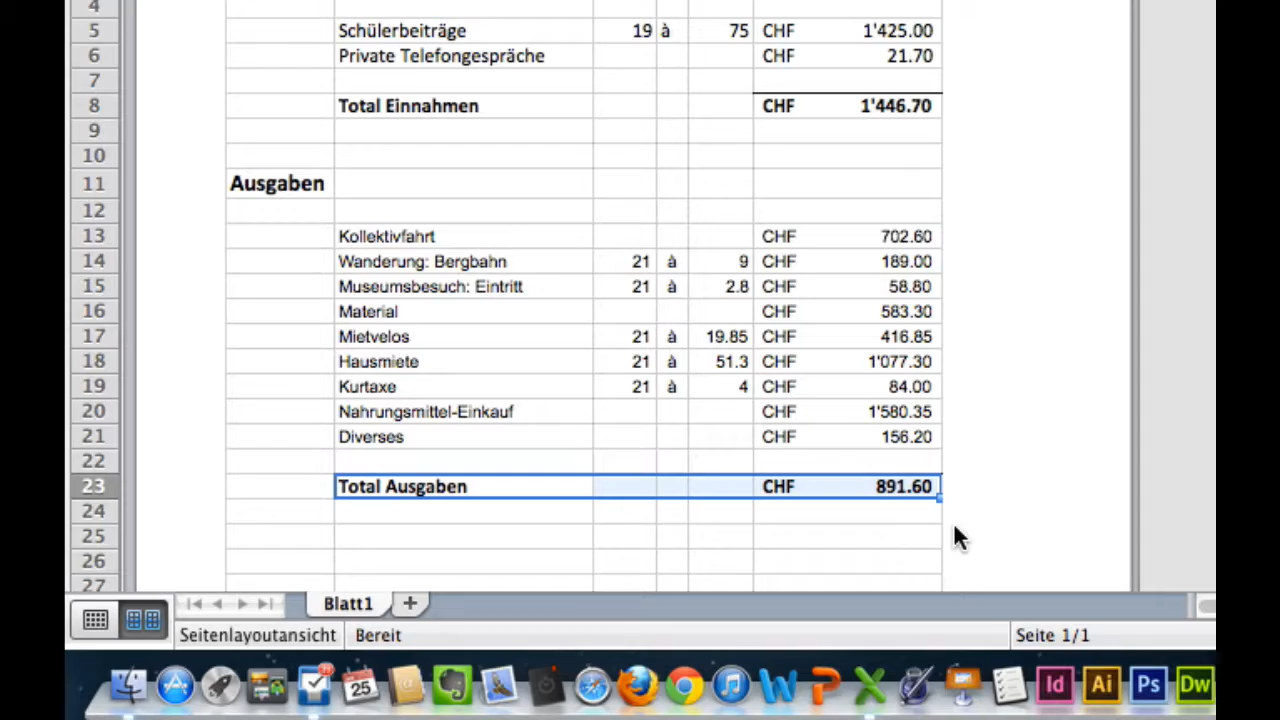 4
5 Schülerbeiträge 19 à 75 CHF 1'425.00
6 Private Telefongespräche CHF 21.70
7
8 Total Einnahmen CHF 1'446.70
9
10
11 Ausgaben
12
13 Kollektivfahrt CHF 702.60
14 Wanderung: Bergbahn 21 à 9 CHF 189.00
15 Museumsbesuch: Eintritt 21 à 2.8 CHF 58.80
16 Material CHF 583.30
17 Mietvelos 21 à 19.85 CHF 416.85
18 Hausmiete 21 à 51.3 CHF 1'077.30
19 Kurtaxe 21 à 4 CHF 84.00
20 Nahrungsmittel-Einkauf CHF 1'580.35
21 Diverses CHF 156.20
22
23 Total Ausgaben CHF 891.60
24
25
26
27
Blatt1 +
Seitenlayoutansicht Bereit Seite 1/1
25 Id Ai Ps Dw